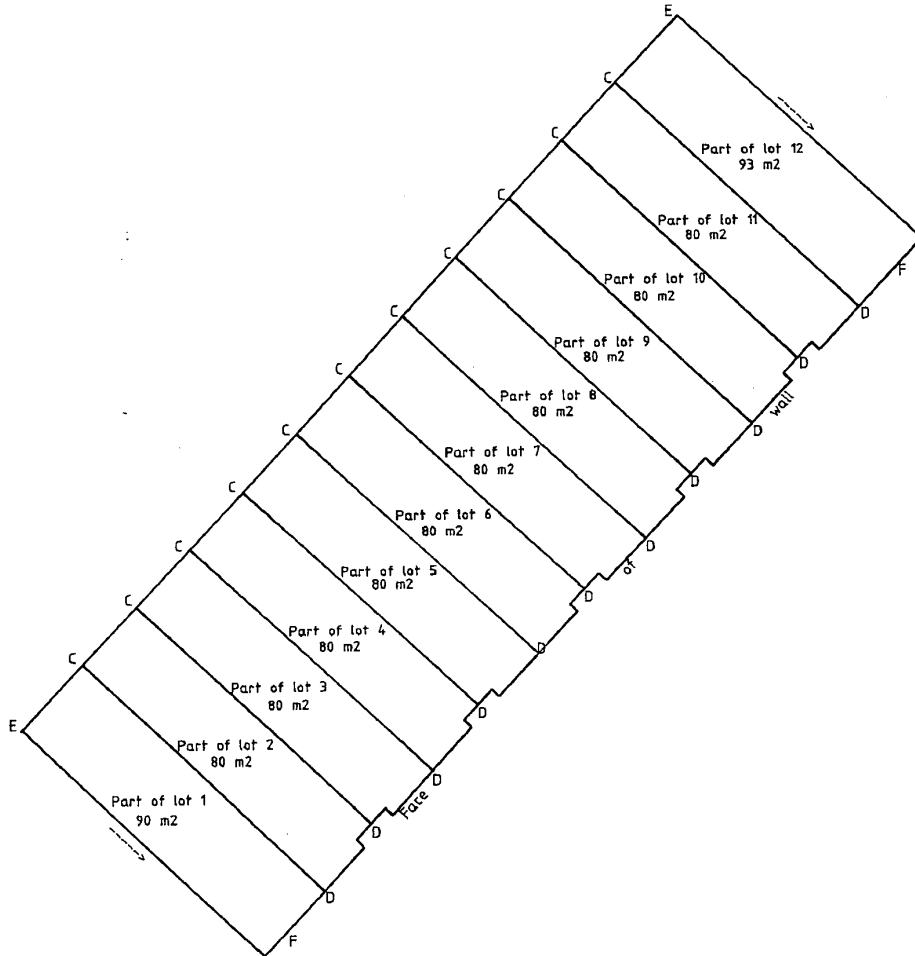 E
C
C
Part of lot 12
93 m2
C
Part of lot 11
80 m2
C
F
Part of lot 10
80 m2
D
C
Part of lot 9
80 m2
D
C
wall
Part of lot 8
80 m2
D
C
Part of lot 7
80 m2
D
C
Part of lot 6
80 m2
D
of
C
Part of lot 5
80 m2
D
C
Part of lot 4
80 m2
D
C
Part of lot 3
80 m2
D
E
Part of lot 2
80 m2
D
Face
Part of lot 1
90 m2
D
D
F